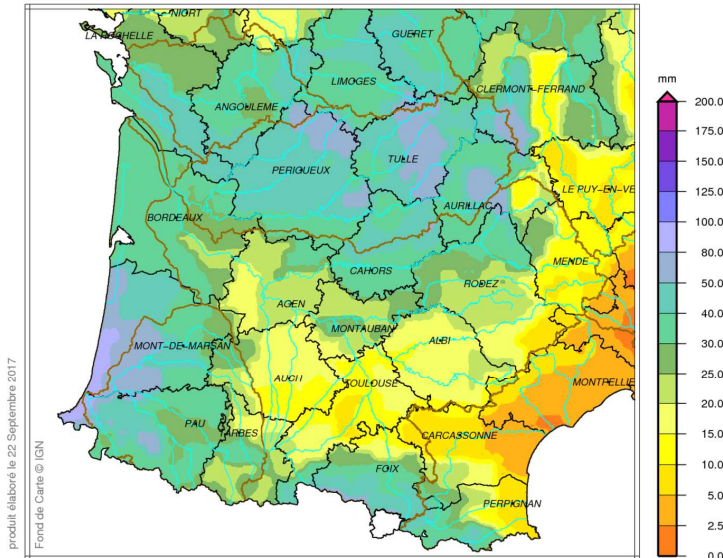 NIORT
LA ROCHELLE
GUERET
LIMOGES
CLERMONT-FERRAND
ANGOULEME
PERIGUEUX
TULLE
LE PUY-EN-VE
AURILLAC
BORDEAUX
CAHORS
MENDE
RODEZ
AGEN
MONTAUBAN
ALBI
MONT-DE-MARSAN
AUCH
TOULOUSE
MONTPELLIE
PAU
TARBES
CARCASSONNE
FOIX
PERPIGNAN
mm
200.0
175.0
150.0
125.0
100.0
75.0
50.0
40.0
30.0
25.0
20.0
15.0
10.0
5.0
2.5
0.0
produit élaboré le 22 Septembre 2017
Fond de Carte © IGN